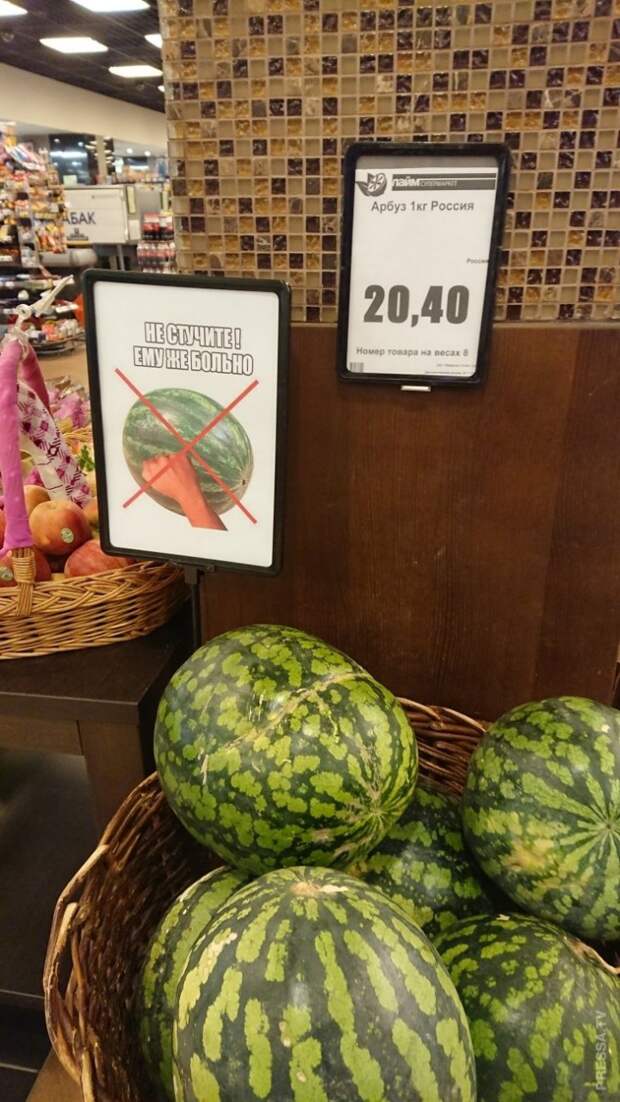 БАК
ЛАЙМ СУПЕРМАРКЕТ
Арбуз 1кг Россия
Россия
20,40
Номер товара на весах 8
НЕ СТУЧИТЕ!
ЕМУ ЖЕ БОЛЬНО
PRESSA.TV